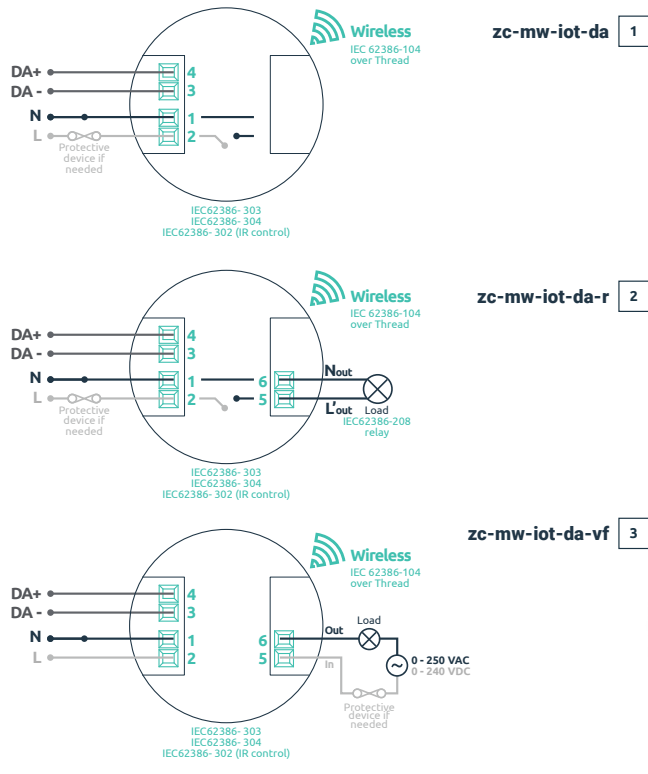 zc-mw-iot-da 1
Wireless
IEC 62386-104
over Thread
DA+ 4
DA - 3
N 1
L 2
Protective
device if
needed
IEC62386- 303
IEC62386- 304
IEC62386- 302 (IR control)
zc-mw-iot-da-r 2
Wireless
IEC 62386-104
over Thread
DA+ 4
DA - 3
N 1 6 Nout
L 2 5 L'out
Protective
device if
needed
Load
IEC62386-208
relay
IEC62386- 303
IEC62386- 304
IEC62386- 302 (IR control)
zc-mw-iot-da-vf 3
Wireless
IEC 62386-104
over Thread
DA+ 4
DA - 3
N 1 6 Out Load
L 2 5 In
0 - 250 VAC
0 - 240 VDC
Protective
device if
needed
IEC62386- 303
IEC62386- 304
IEC62386- 302 (IR control)